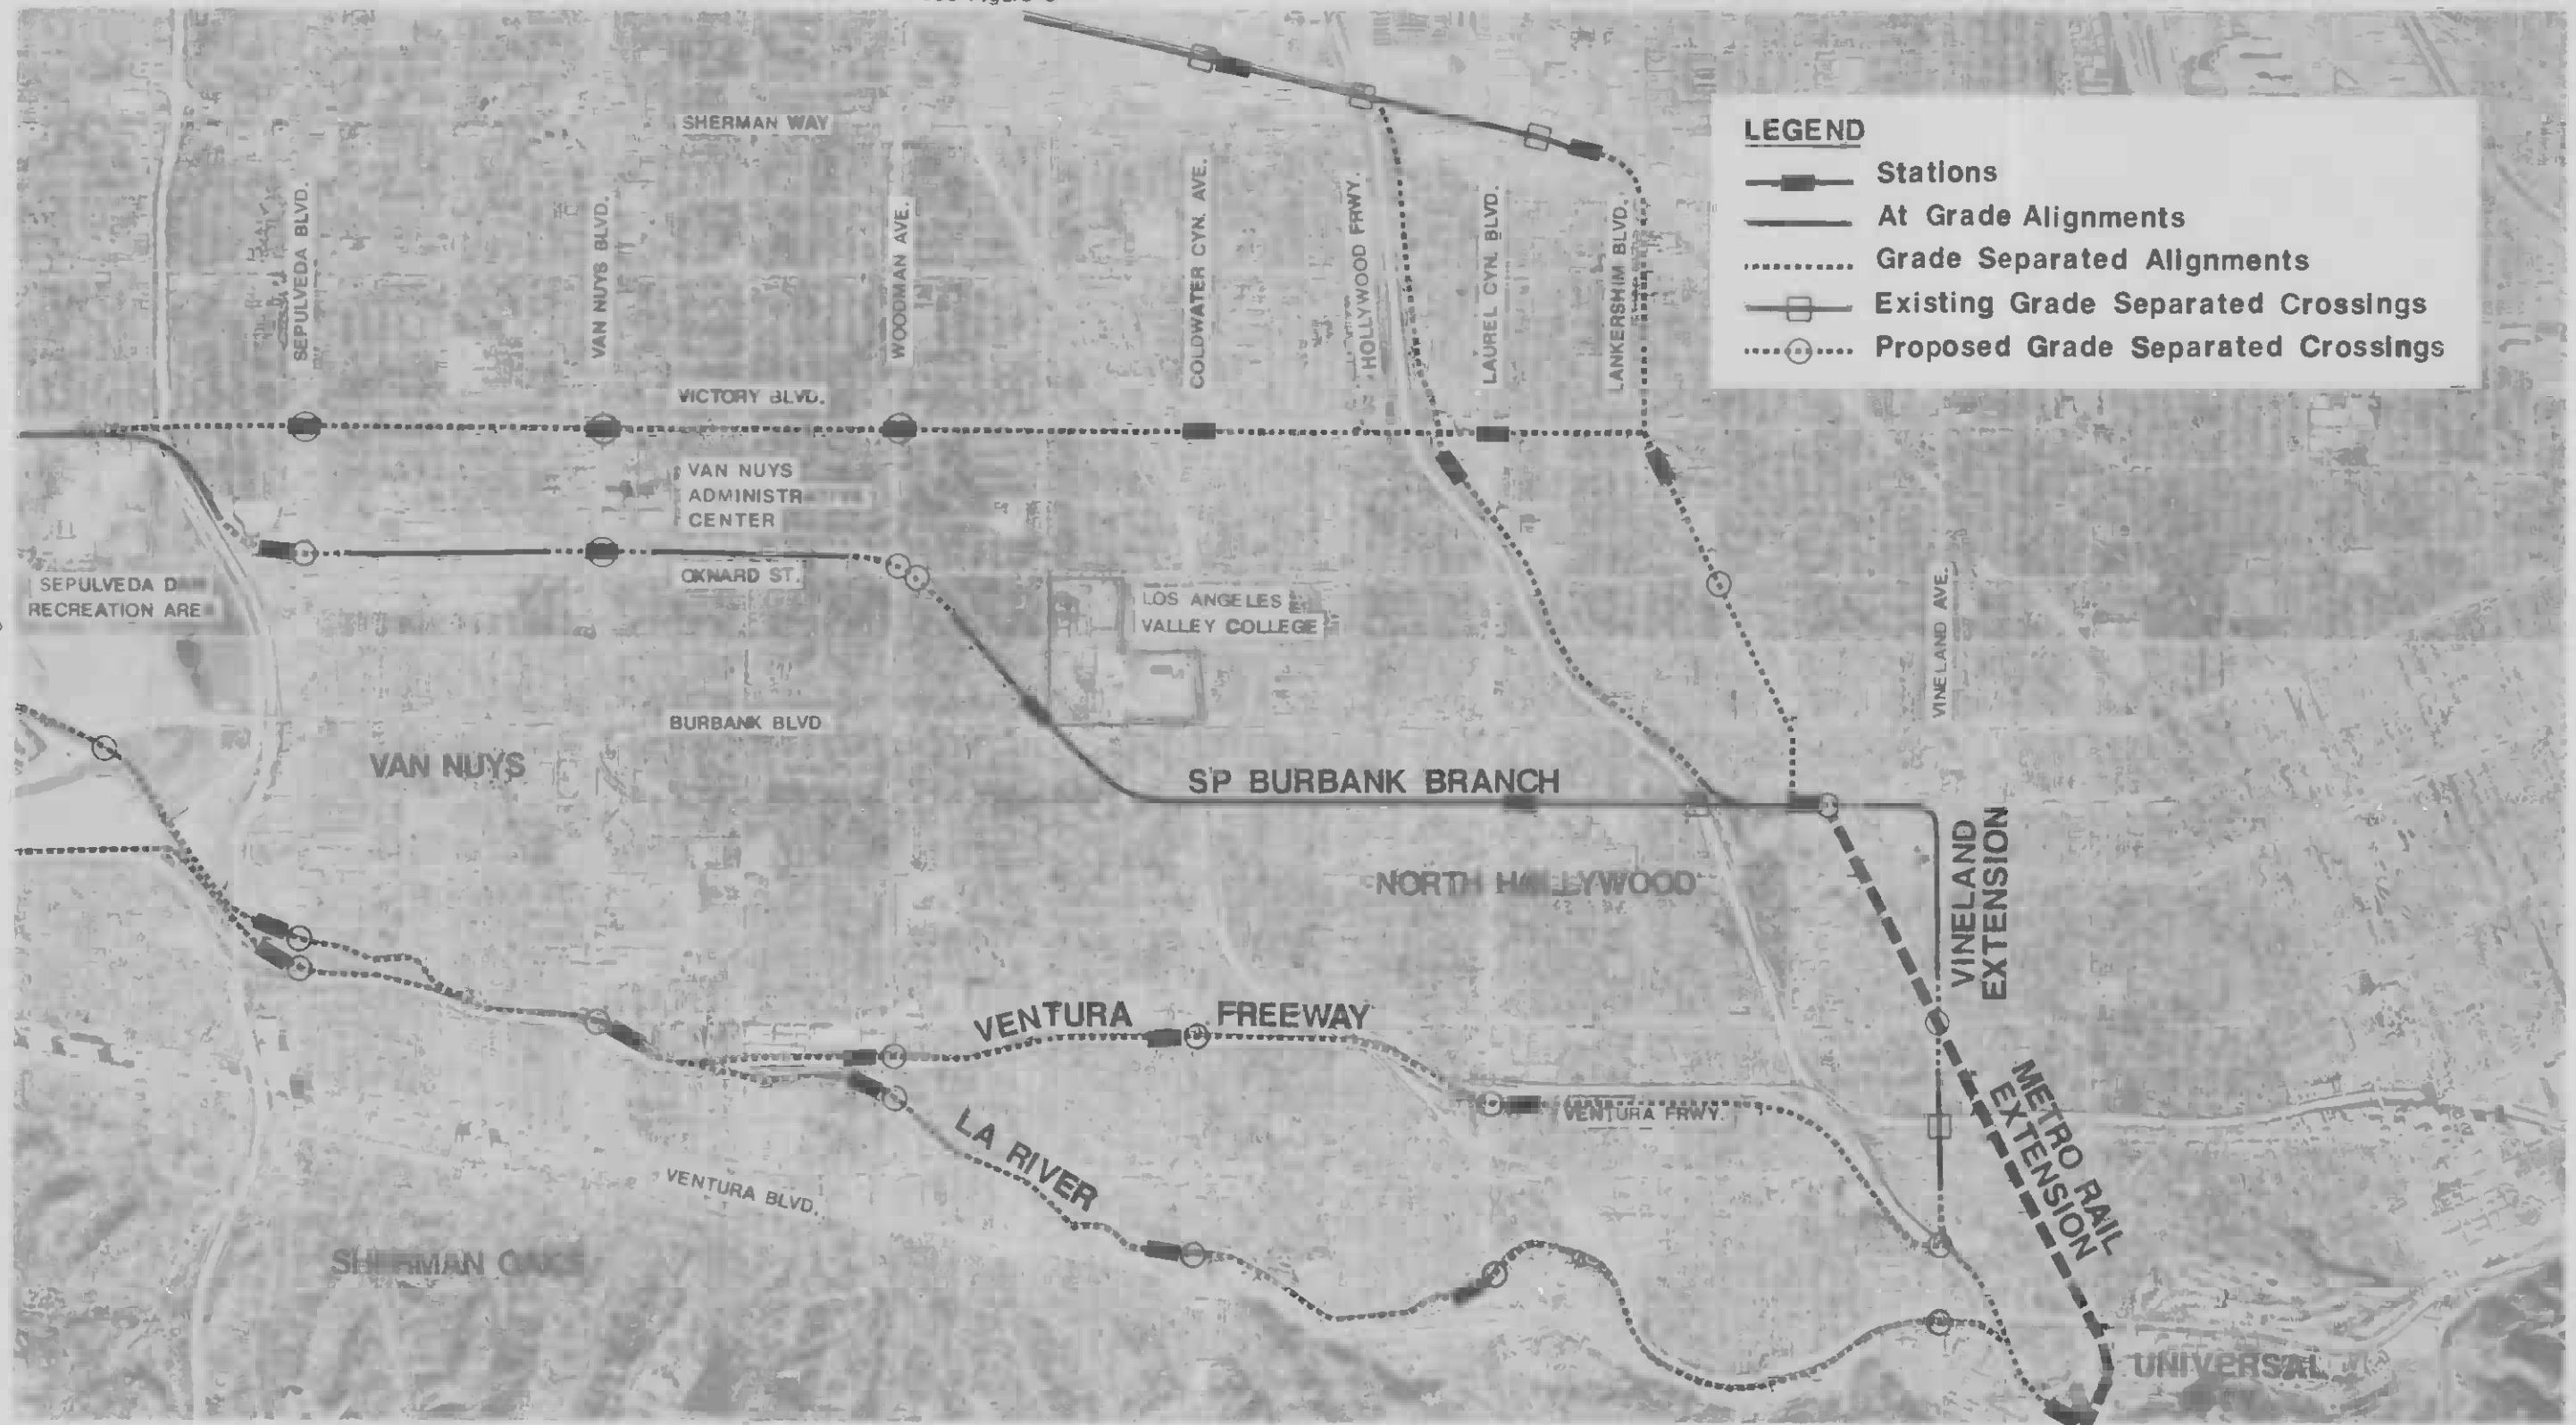 SHERMAN WAY
SEPULVEDA BLVD.
VAN NUYS BLVD.
WOODMAN AVE.
COLDWATER CYN. AVE.
HOLLYWOOD FRWY.
LAUREL CYN. BLVD.
LANKERSHIM BLVD.
LEGEND
Stations
At Grade Alignments
Grade Separated Alignments
Existing Grade Separated Crossings
Proposed Grade Separated Crossings
VICTORY BLVD.
VAN NUYS
ADMINISTR
CENTER
OXNARD ST.
SEPULVEDA D
RECREATION ARE
LOS ANGELES
VALLEY COLLEGE
VINELAND AVE.
BURBANK BLVD
VAN NUYS
SP BURBANK BRANCH
NORTH HOLLYWOOD
VINELAND
EXTENSION
VENTURA FREEWAY
VENTURA FRWY.
METRO RAIL
EXTENSION
LA RIVER
VENTURA BLVD.
SHERMAN OAKS
UNIVERSAL